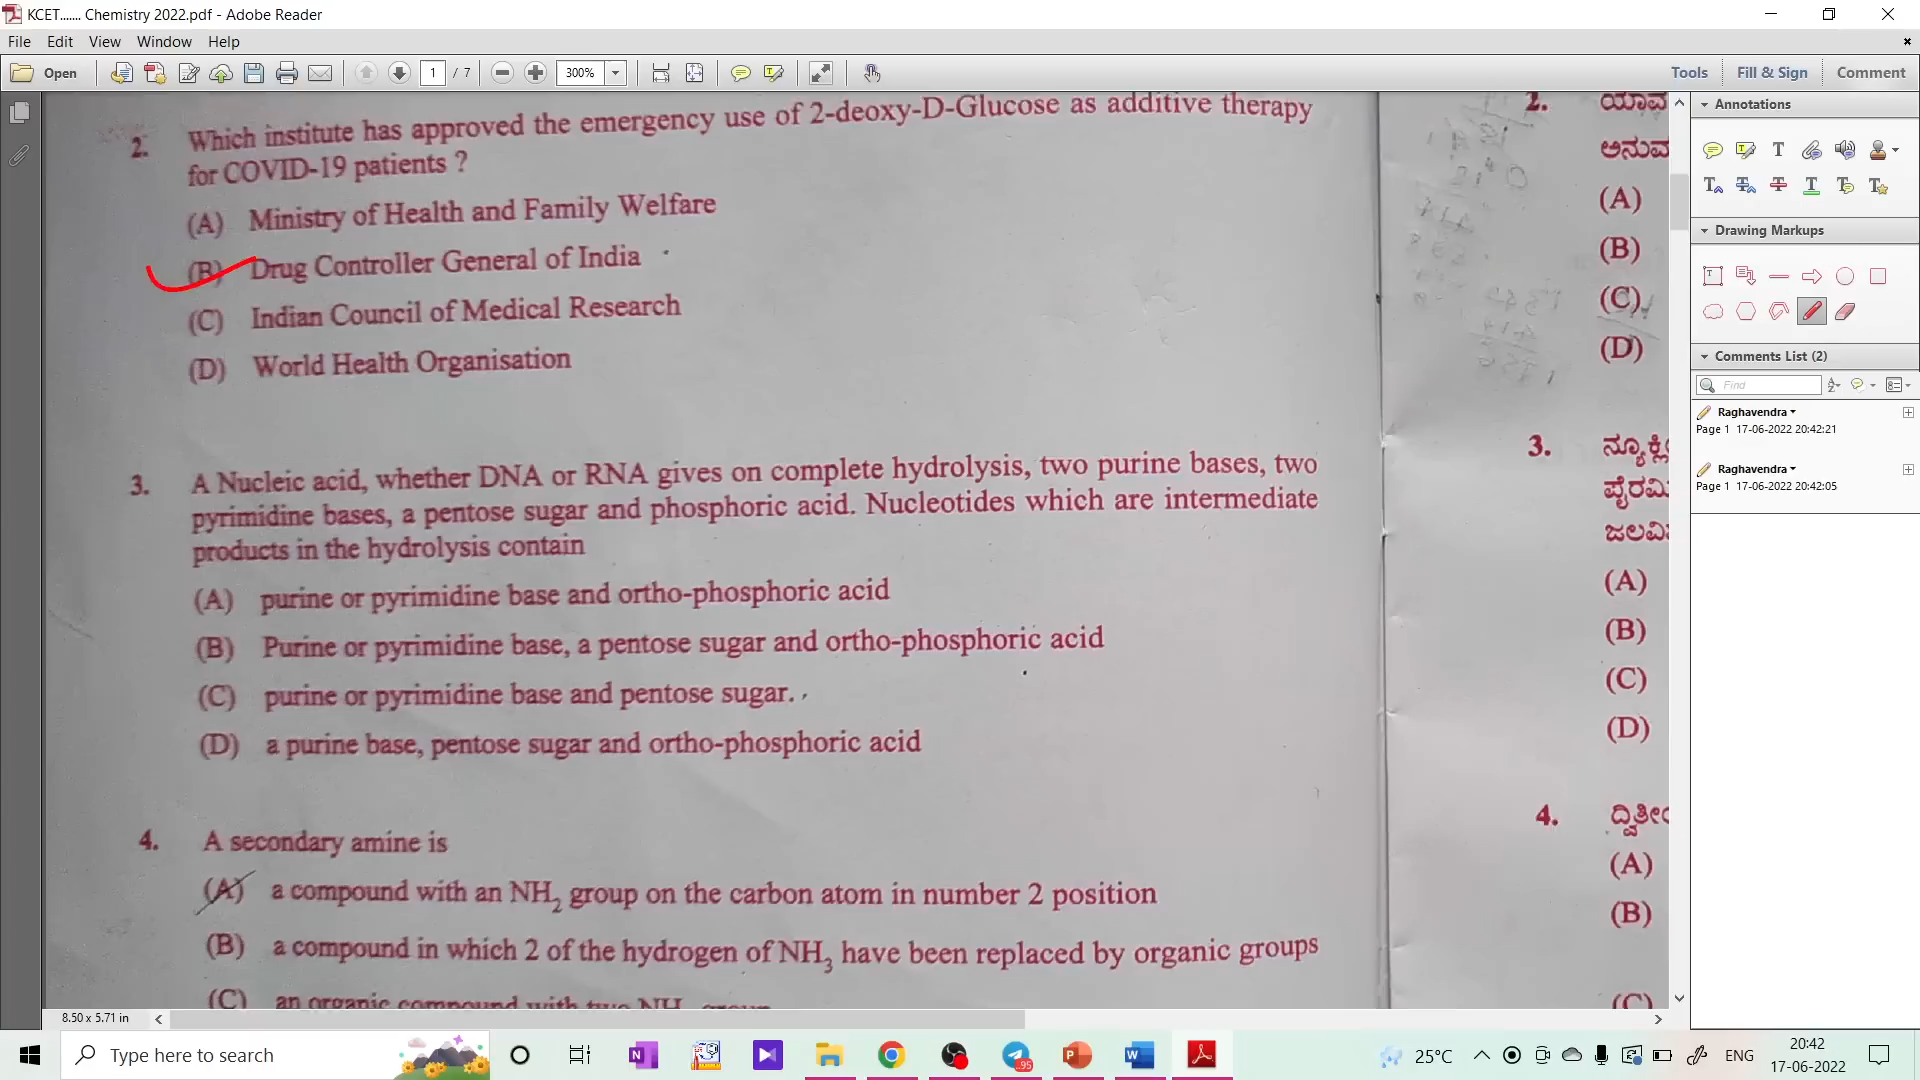 KCET....... Chemistry 2022.pdf - Adobe Reader
File Edit View Window Help
Open 1 / 7 300% Tools Fill & Sign Comment
2. Which institute has approved the emergency use of 2-deoxy-D-Glucose as additive therapy
for COVID-19 patients ?
(A) Ministry of Health and Family Welfare
(B) Drug Controller General of India
(C) Indian Council of Medical Research
(D) World Health Organisation
3. A Nucleic acid, whether DNA or RNA gives on complete hydrolysis, two purine bases, two
pyrimidine bases, a pentose sugar and phosphoric acid. Nucleotides which are intermediate
products in the hydrolysis contain
(A) purine or pyrimidine base and ortho-phosphoric acid
(B) Purine or pyrimidine base, a pentose sugar and ortho-phosphoric acid
(C) purine or pyrimidine base and pentose sugar.
(D) a purine base, pentose sugar and ortho-phosphoric acid
4. A secondary amine is
(A) a compound with an NH₂ group on the carbon atom in number 2 position
(B) a compound in which 2 of the hydrogen of NH₃ have been replaced by organic groups
(C) an organic compound with two NH group
2.
(A)
(B)
(C)
(D)
3.
(A)
(B)
(C)
(D)
4.
(A)
(B)
(C)
Annotations
Drawing Markups
Comments List (2)
Find
Raghavendra
Page 1 17-06-2022 20:42:21
Raghavendra
Page 1 17-06-2022 20:42:05
8.50 x 5.71 in
Type here to search
95
25°C
ENG
20:42
17-06-2022